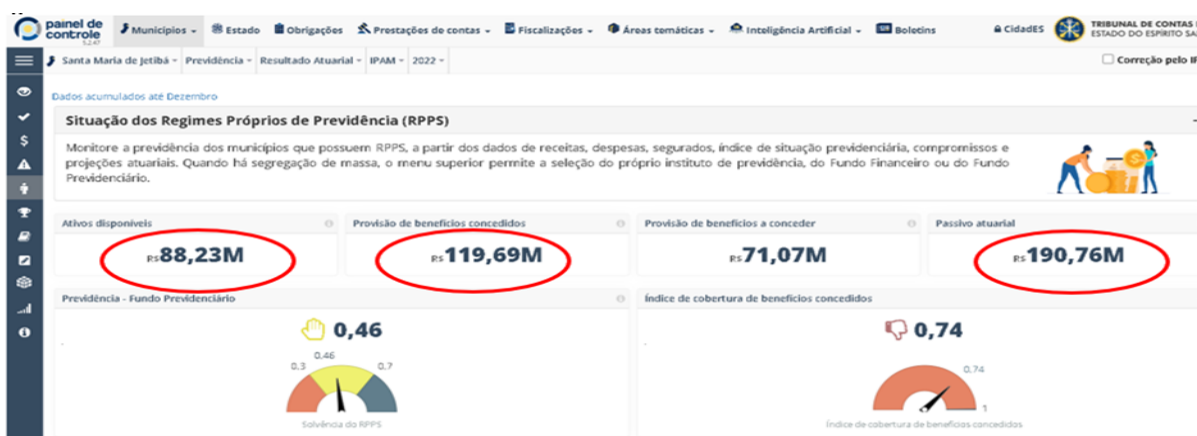 painel de controle
5.2.47
Municípios
Estado
Obrigações
Prestações de contas
Fiscalizações
Áreas temáticas
Inteligência Artificial
Boletins
CidadES
TRIBUNAL DE CONTAS
ESTADO DO ESPÍRITO SA
Santa Maria de Jetibá
Previdência
Resultado Atuarial
IPAM
2022
Correção pelo IP
Dados acumulados até Dezembro
Situação dos Regimes Próprios de Previdência (RPPS)
Monitore a previdência dos municípios que possuem RPPS, a partir dos dados de receitas, despesas, segurados, índice de situação previdenciária, compromissos e
projeções atuariais. Quando há segregação de massa, o menu superior permite a seleção do próprio instituto de previdência, do Fundo Financeiro ou do Fundo
Previdenciário.
Ativos disponíveis
Provisão de benefícios concedidos
Provisão de benefícios a conceder
Passivo atuarial
R$ 88,23M
R$ 119,69M
R$ 71,07M
R$ 190,76M
Previdência - Fundo Previdenciário
Índice de cobertura de benefícios concedidos
0,46
0,74
0,46
0,3
0,7
0,74
1
Solvência do RPPS
Índice de cobertura de benefícios concedidos